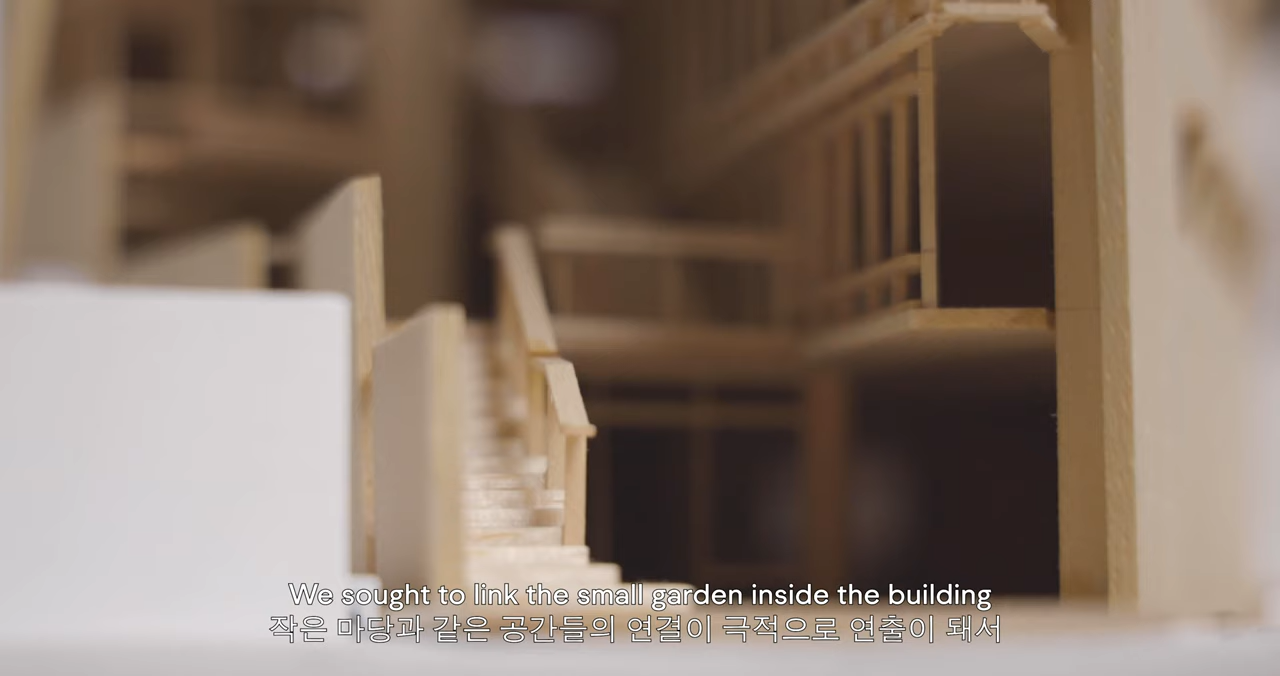 We sought to link the small garden inside the building
작은 마당과 같은 공간들의 연결이 극적으로 연출이 돼서